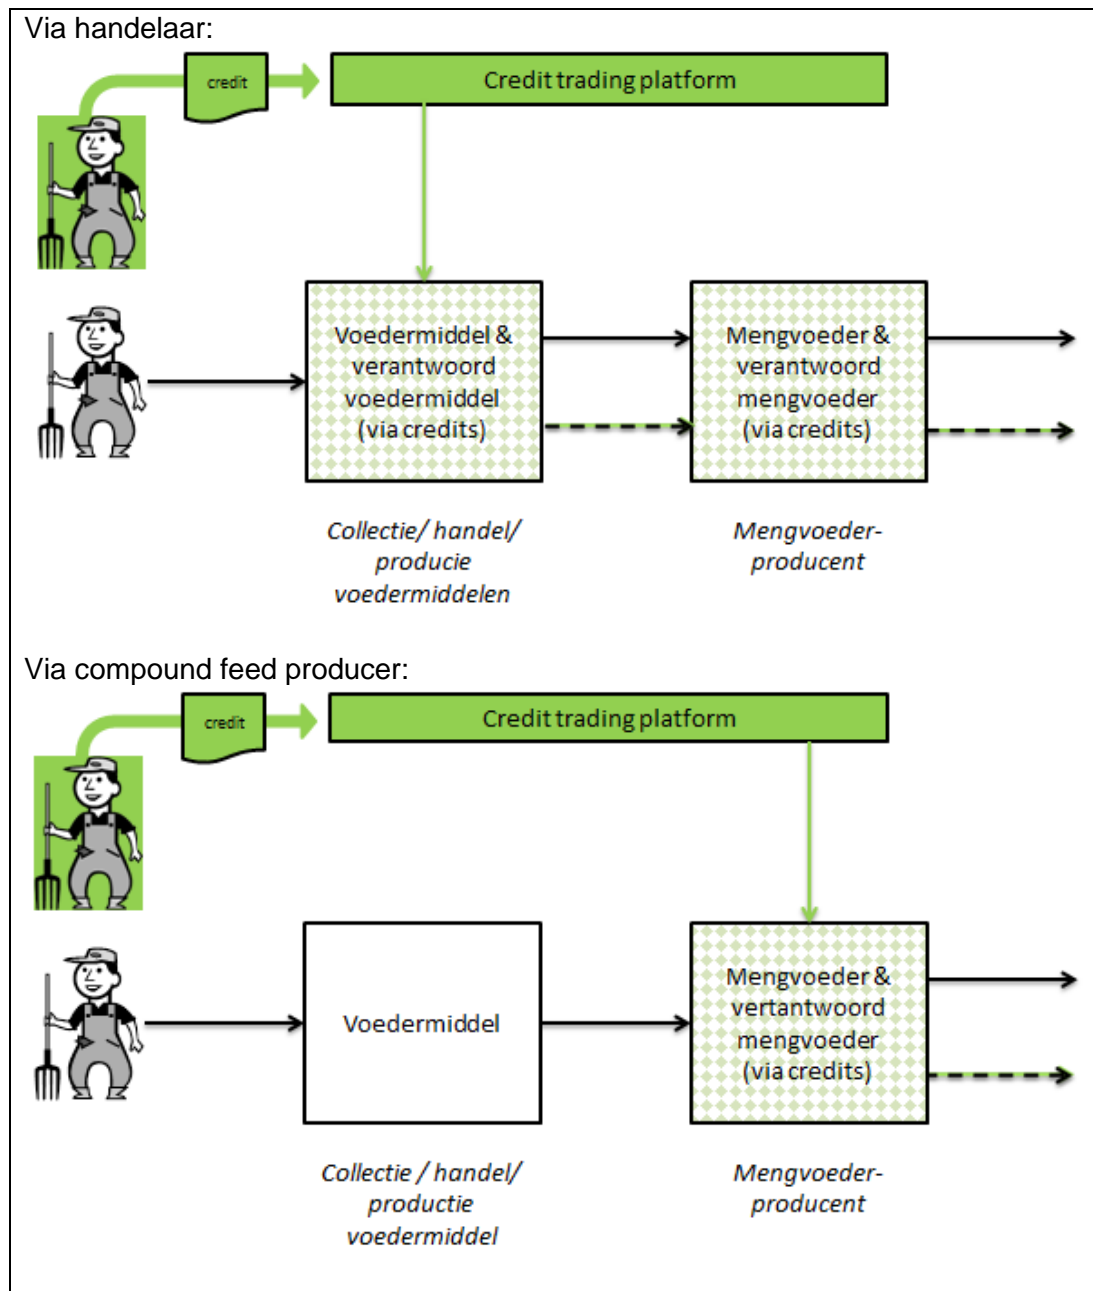 Via handelaar:
credit
Credit trading platform
Voedermiddel &
verantwoord
voedermiddel
(via credits)
Mengvoeder &
verantwoord
mengvoeder
(via credits)
Collectie/ handel/
producie
voedermiddelen
Mengvoeder-
producent
Via compound feed producer:
credit
Credit trading platform
Voedermiddel
Mengvoeder &
vertantwoord
mengvoeder
(via credits)
Collectie / handel/
productie
voedermiddel
Mengvoeder-
producent